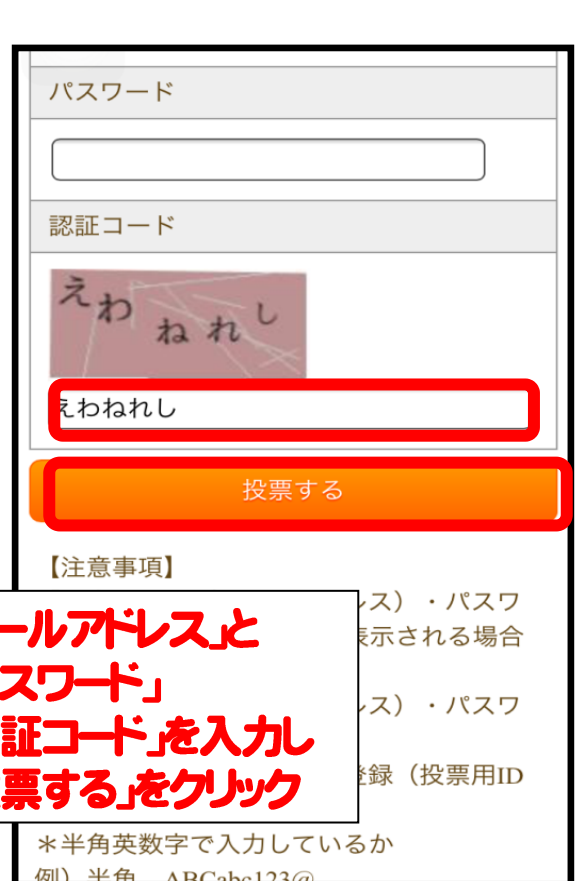 パスワード
認証コード
えわねれし
えわねれし
投票する
【注意事項】
ス）・パスワ
表示される場合
ス）・パスワ
登録（投票用ID
ールアドレス」と
スワード」
証コード」を入力し
票する」をクリック
＊半角英数字で入力しているか
例）半角 ABCabc123@